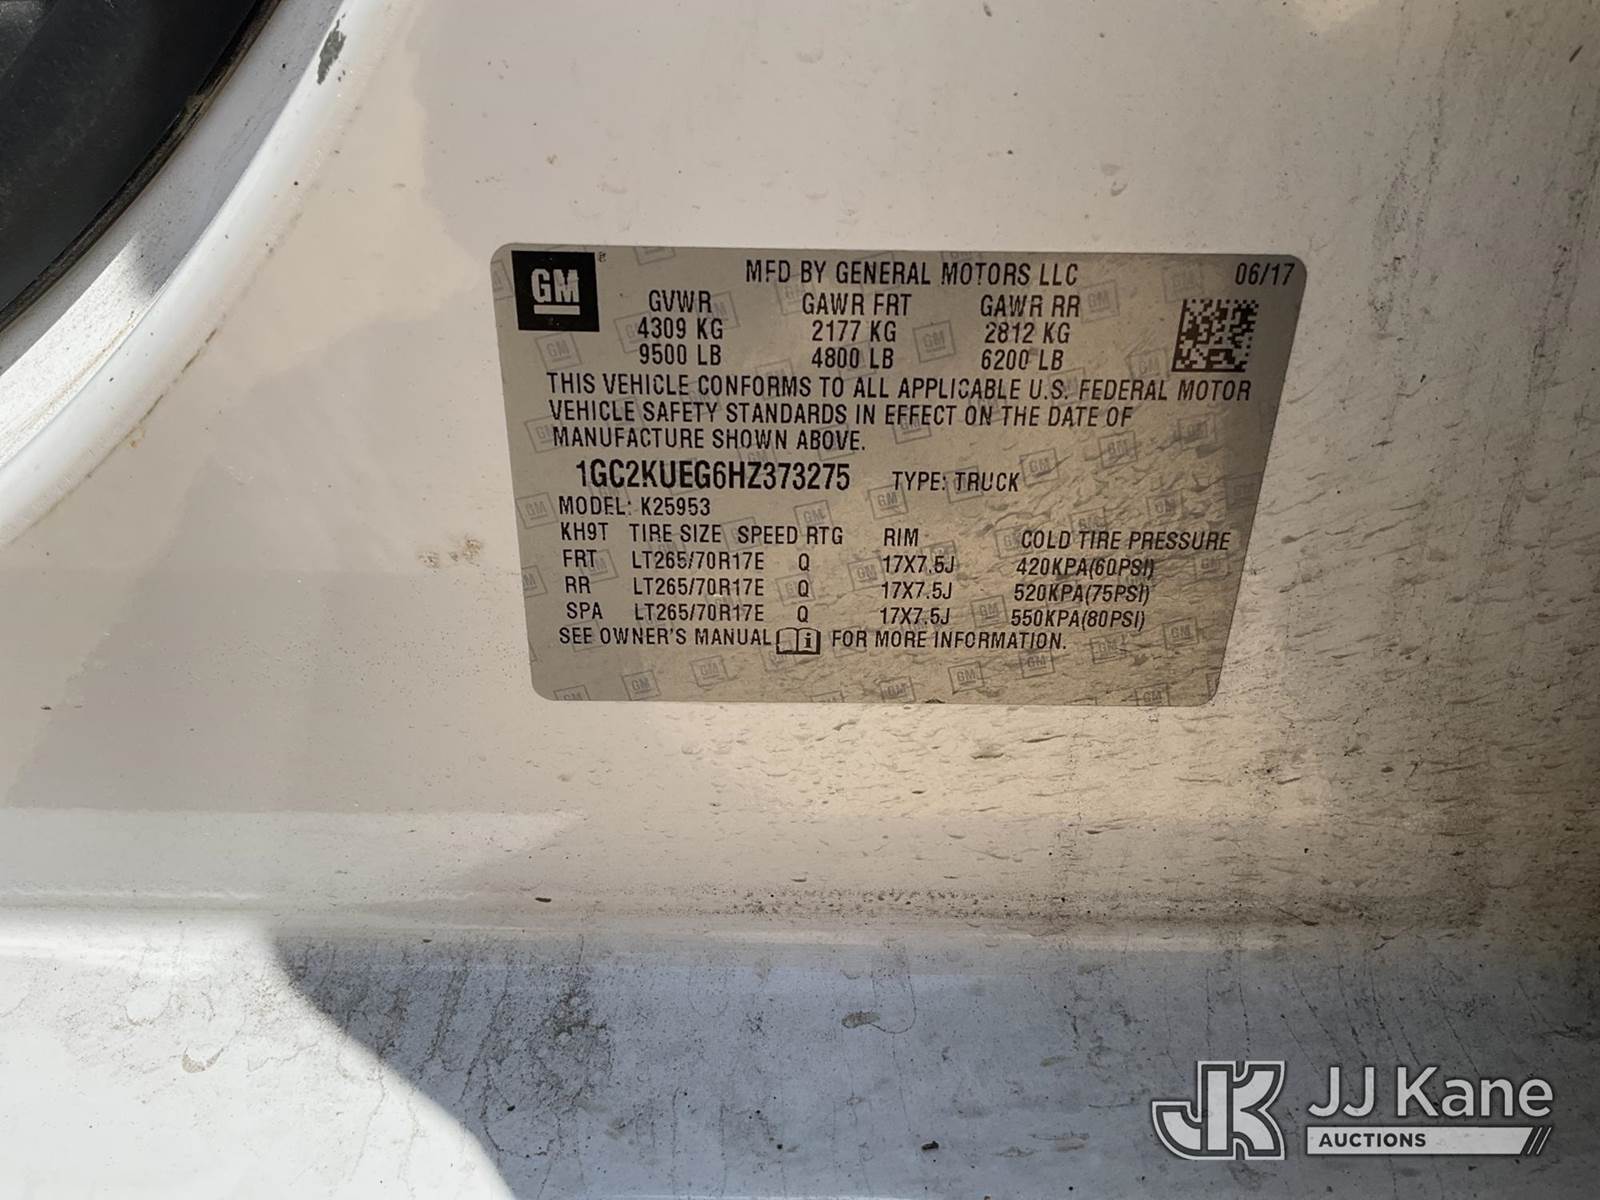 GM ®
MFD BY GENERAL MOTORS LLC 06/17
GVWR GAWR FRT GAWR RR
4309 KG 2177 KG 2812 KG
9500 LB 4800 LB 6200 LB
THIS VEHICLE CONFORMS TO ALL APPLICABLE U.S. FEDERAL MOTOR
VEHICLE SAFETY STANDARDS IN EFFECT ON THE DATE OF
MANUFACTURE SHOWN ABOVE.
1GC2KUEG6HZ373275 TYPE: TRUCK
MODEL: K25953
KH9T TIRE SIZE SPEED RTG RIM COLD TIRE PRESSURE
FRT LT265/70R17E Q 17X7.5J 420KPA(60PSI)
RR LT265/70R17E Q 17X7.5J 520KPA(75PSI)
SPA LT265/70R17E Q 17X7.5J 550KPA(80PSI)
SEE OWNER'S MANUAL i FOR MORE INFORMATION.
JK JJ Kane
AUCTIONS